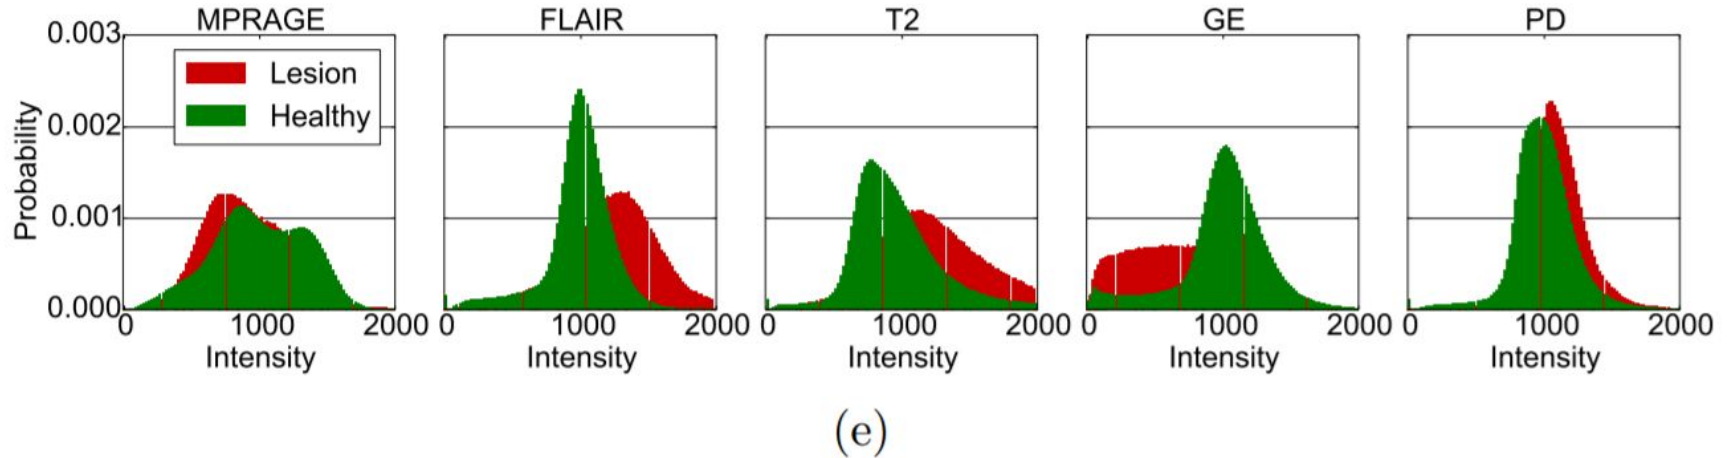 MPRAGE FLAIR T2 GE PD
0.003
Lesion
Healthy
0.002
0.001
0.000
Probability
0 1000 2000 0 1000 2000 0 1000 2000 0 1000 2000 0 1000 2000
Intensity Intensity Intensity Intensity Intensity
(e)